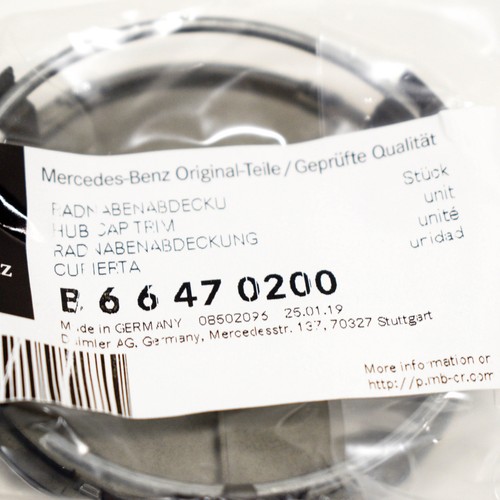 Mercedes-Benz Original-Teile / Geprüfte Qualität
RADNABENABDECKU
HUB CAP TRIM
RADNABENABDECKUNG
CUBIERTA
Stück
unit
unité
unidad
z
B 6 6 47 0200
Made in GERMANY 08502096 25.01.19
Daimler AG, Germany, Mercedesstr. 137, 70327 Stuttgart
More information or
http://p.mb-cr.com